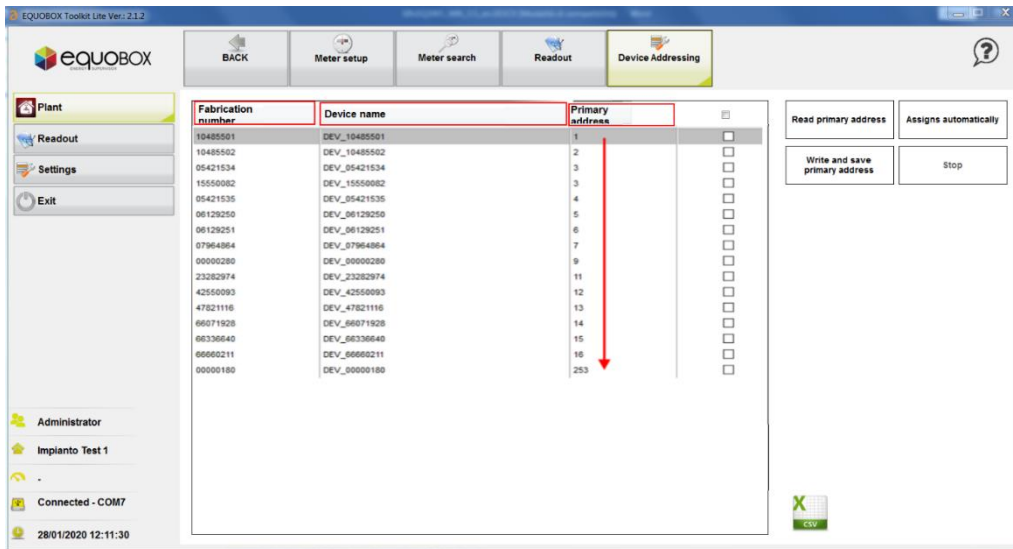 EQUOBOX Toolkit Lite Ver.: 2.1.2
equOBOX
BACK
Meter setup
Meter search
Readout
Device Addressing
?
Plant
Readout
Settings
Exit
Fabrication number
Device name
Primary address
10485501 DEV_10485501 1
10485502 DEV_10485502 2
05421534 DEV_05421534 3
15550082 DEV_15550082 3
05421535 DEV_05421535 4
06129250 DEV_06129250 5
06129251 DEV_06129251 6
07964864 DEV_07964864 7
00000280 DEV_00000280 9
23282974 DEV_23282974 11
42550093 DEV_42550093 12
47821116 DEV_47821116 13
66071928 DEV_66071928 14
66336640 DEV_66336640 15
66660211 DEV_66660211 16
00000180 DEV_00000180 253
Read primary address
Assigns automatically
Write and save
primary address
Stop
Administrator
Impianto Test 1
-
Connected - COM7
28/01/2020 12:11:30
X
CSV